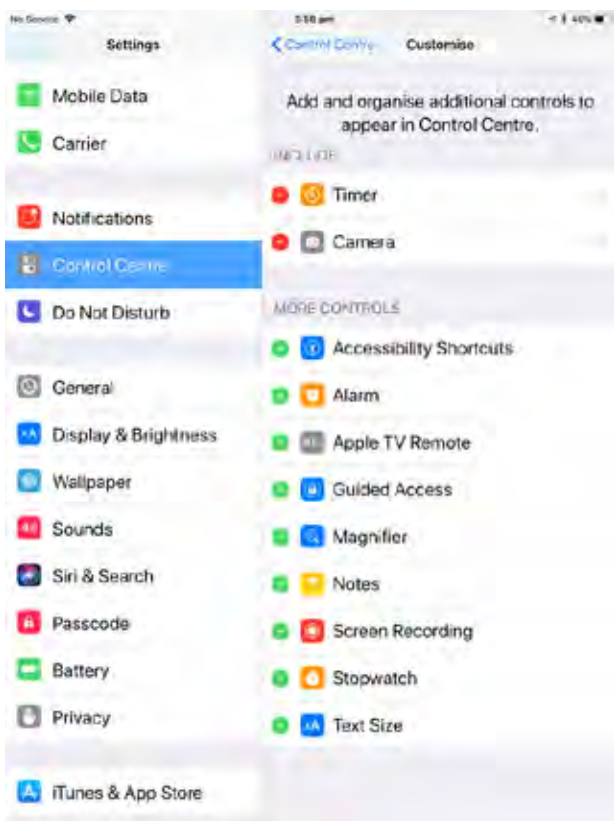 No Service
5:58 pm
40%
Settings
Control Centre
Customise
Mobile Data
Carrier
Notifications
Control Centre
Do Not Disturb
General
Display & Brightness
Wallpaper
Sounds
Siri & Search
Passcode
Battery
Privacy
iTunes & App Store
Add and organise additional controls to
appear in Control Centre.
INCLUDE
Timer
Camera
MORE CONTROLS
Accessibility Shortcuts
Alarm
Apple TV Remote
Guided Access
Magnifier
Notes
Screen Recording
Stopwatch
Text Size